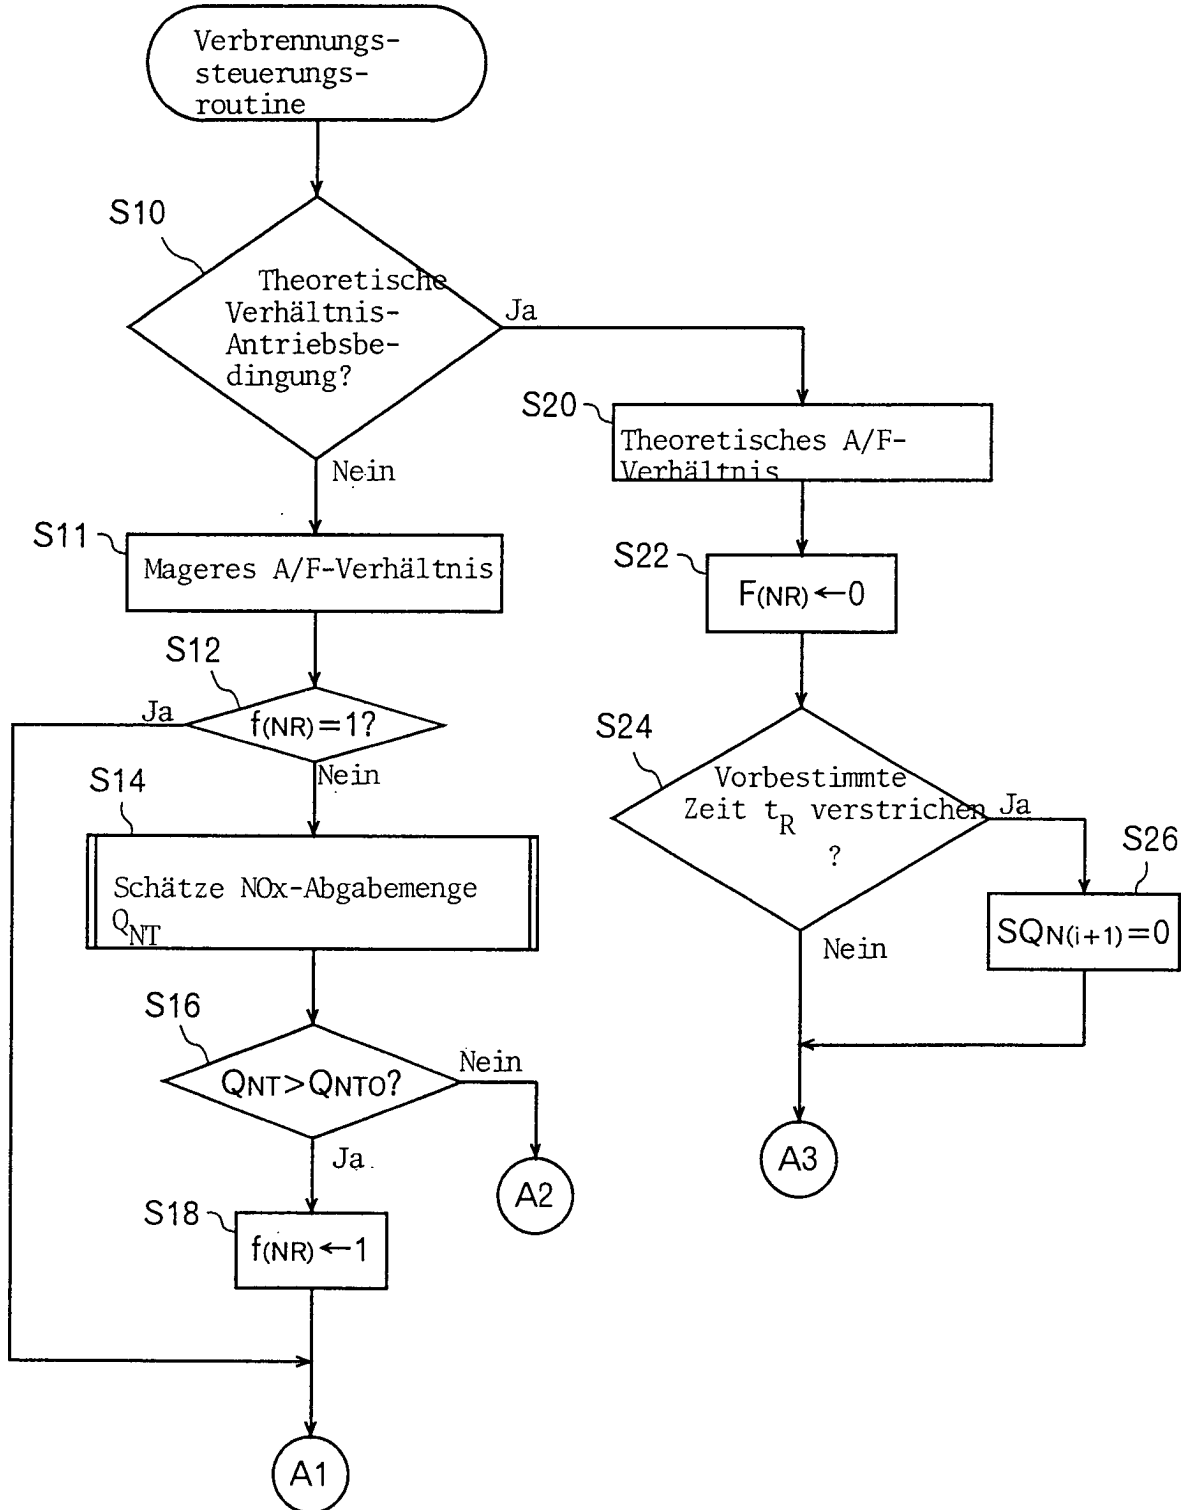 Verbrennungs-
steuerungs-
routine
S10
Theoretische
Verhältnis-
Antriebsbe-
dingung?
Ja
Nein
S11
Mageres A/F-Verhältnis
S12
Ja
f(NR)=1?
Nein
S14
Schätze NOx-Abgabemenge
QNT
S16
QNT>QNTO?
Nein
A2
Ja
S18
f(NR)←1
A1
S20
Theoretisches A/F-
Verhältnis
S22
F(NR)←0
S24
Vorbestimmte
Zeit tR verstrichen
?
Ja
Nein
S26
SQN(i+1)=0
A3